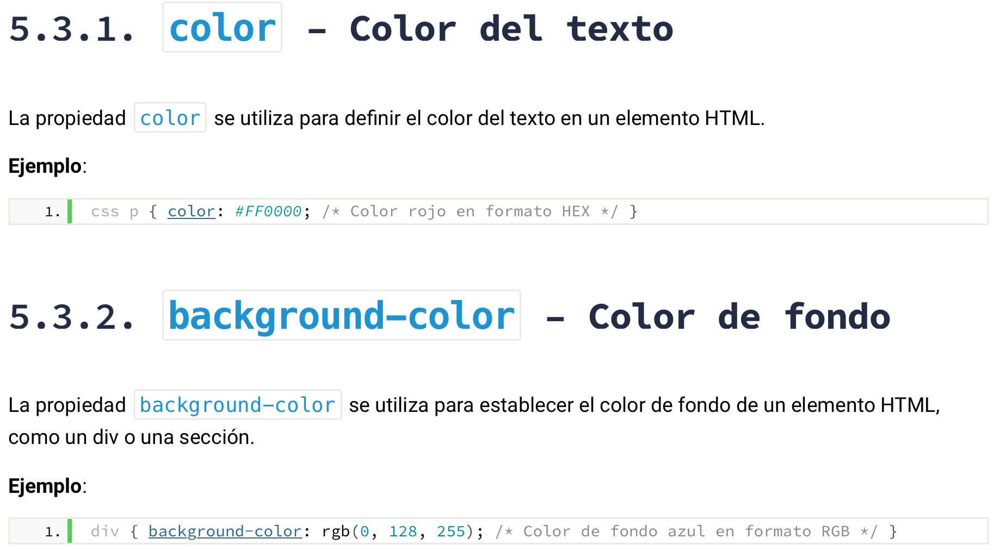 5.3.1. color - Color del texto
La propiedad color se utiliza para definir el color del texto en un elemento HTML.
Ejemplo:
1. css p { color: #FF0000; /* Color rojo en formato HEX */ }
5.3.2. background-color - Color de fondo
La propiedad background-color se utiliza para establecer el color de fondo de un elemento HTML,
como un div o una sección.
Ejemplo:
1. div { background-color: rgb(0, 128, 255); /* Color de fondo azul en formato RGB */ }